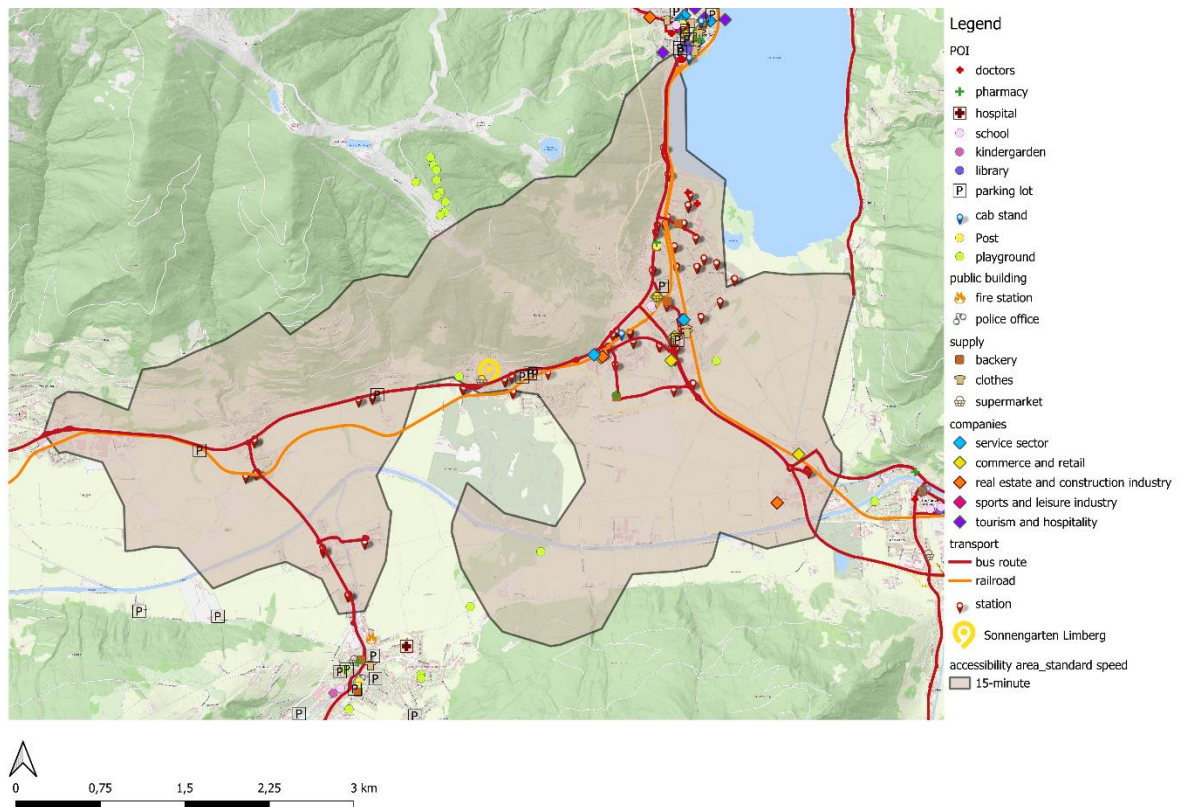 Legend
POI
doctors
pharmacy
hospital
school
kindergarden
library
P parking lot
cab stand
Post
playground
public building
fire station
police office
supply
backery
clothes
supermarket
companies
service sector
commerce and retail
real estate and construction industry
sports and leisure industry
tourism and hospitality
transport
bus route
railroad
station
Sonnengarten Limberg
accessibility area_standard speed
15-minute
0 0,75 1,5 2,25 3 km